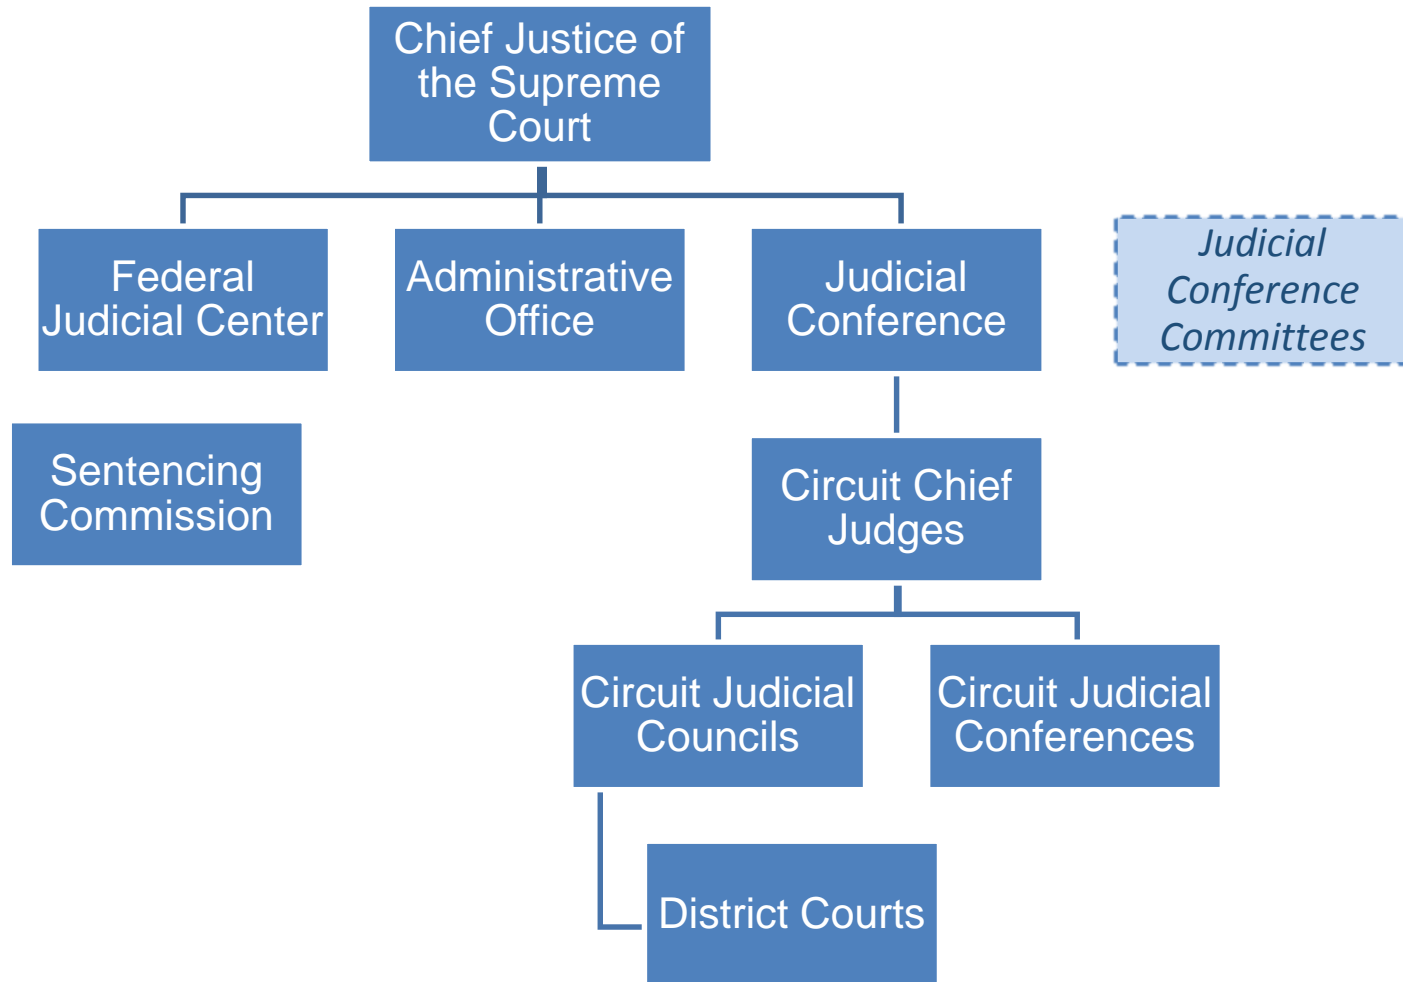 Chief Justice of
the Supreme
Court
Federal
Judicial Center
Administrative
Office
Judicial
Conference
Judicial
Conference
Committees
Sentencing
Commission
Circuit Chief
Judges
Circuit Judicial
Councils
Circuit Judicial
Conferences
District Courts